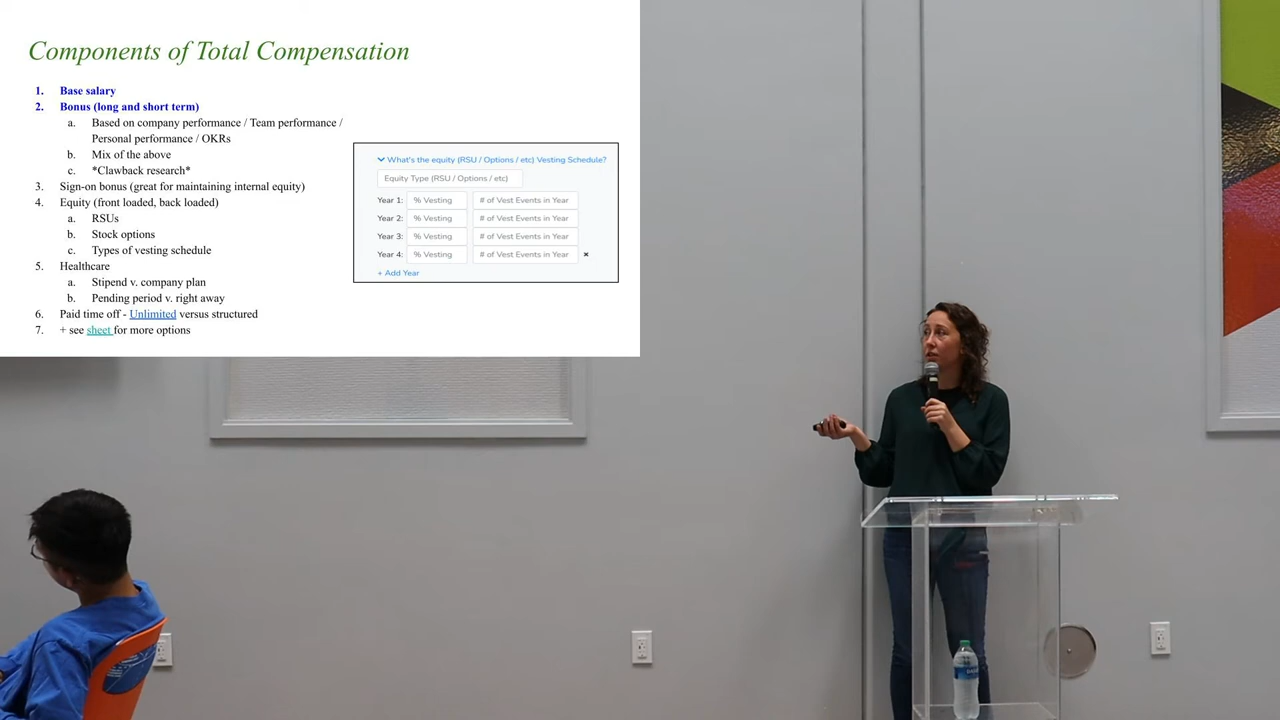 Components of Total Compensation
1. Base salary
2. Bonus (long and short term)
a. Based on company performance / Team performance /
Personal performance / OKRs
b. Mix of the above
c. *Clawback research*
3. Sign-on bonus (great for maintaining internal equity)
4. Equity (front loaded, back loaded)
a. RSUs
b. Stock options
c. Types of vesting schedule
5. Healthcare
a. Stipend v. company plan
b. Pending period v. right away
6. Paid time off - Unlimited versus structured
7. + see sheet for more options
What's the equity (RSU / Options / etc) Vesting Schedule?
Equity Type (RSU / Options / etc)
Year 1: % Vesting # of Vest Events in Year
Year 2: % Vesting # of Vest Events in Year
Year 3: % Vesting # of Vest Events in Year
Year 4: % Vesting # of Vest Events in Year ×
+ Add Year